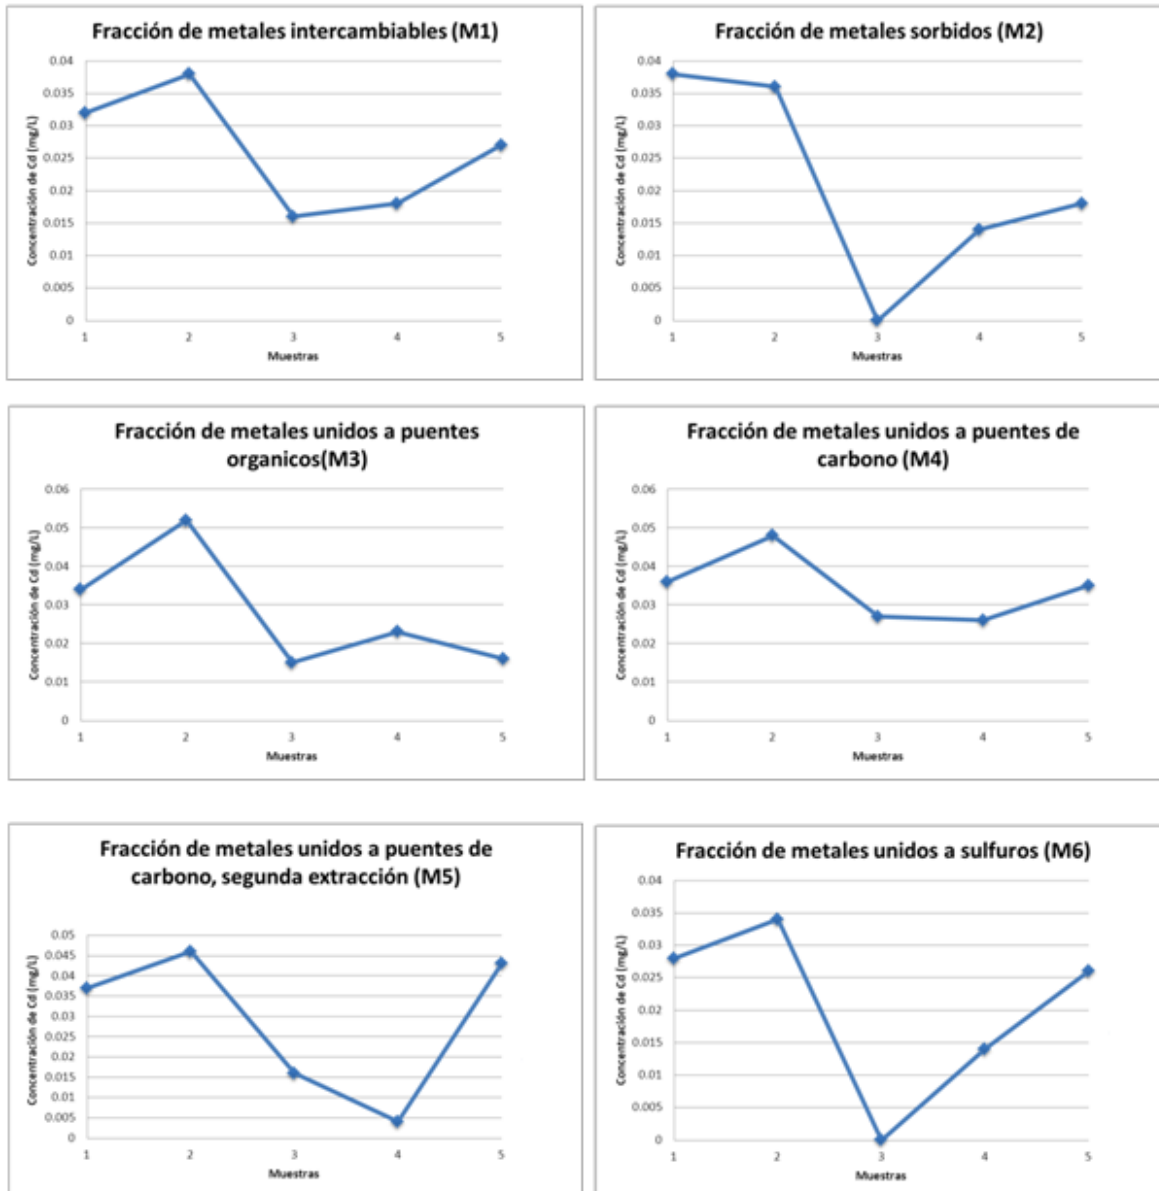 Fracción de metales intercambiables (M1)
Concentración de Cd (mg/L)
0.04
0.035
0.03
0.025
0.02
0.015
0.01
0.005
0
1 2 3 4 5
Muestras
Fracción de metales sorbidos (M2)
Concentración de Cd (mg/L)
0.04
0.035
0.03
0.025
0.02
0.015
0.01
0.005
0
1 2 3 4 5
Muestras
Fracción de metales unidos a puentes
organicos(M3)
Concentración de Cd (mg/L)
0.06
0.05
0.04
0.03
0.02
0.01
0
1 2 3 4 5
Muestras
Fracción de metales unidos a puentes de
carbono (M4)
Concentración de Cd (mg/L)
0.06
0.05
0.04
0.03
0.02
0.01
0
1 2 3 4 5
Muestras
Fracción de metales unidos a puentes de
carbono, segunda extracción (M5)
Concentración de Cd (mg/L)
0.05
0.045
0.04
0.035
0.03
0.025
0.02
0.015
0.01
0.005
0
1 2 3 4 5
Muestras
Fracción de metales unidos a sulfuros (M6)
Concentración de Cd (mg/L)
0.04
0.035
0.03
0.025
0.02
0.015
0.01
0.005
0
1 2 3 4 5
Muestras